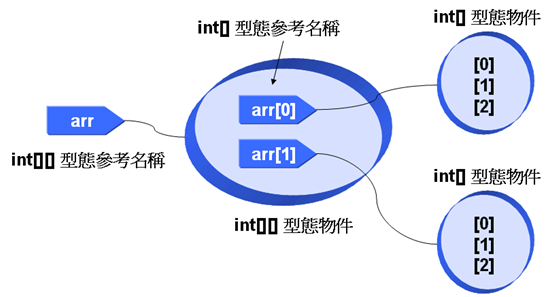 int[] 型態參考名稱
int[] 型態物件
[0]
[1]
[2]
arr
arr[0]
arr[1]
int[][] 型態參考名稱
int[][] 型態物件
int[] 型態物件
[0]
[1]
[2]